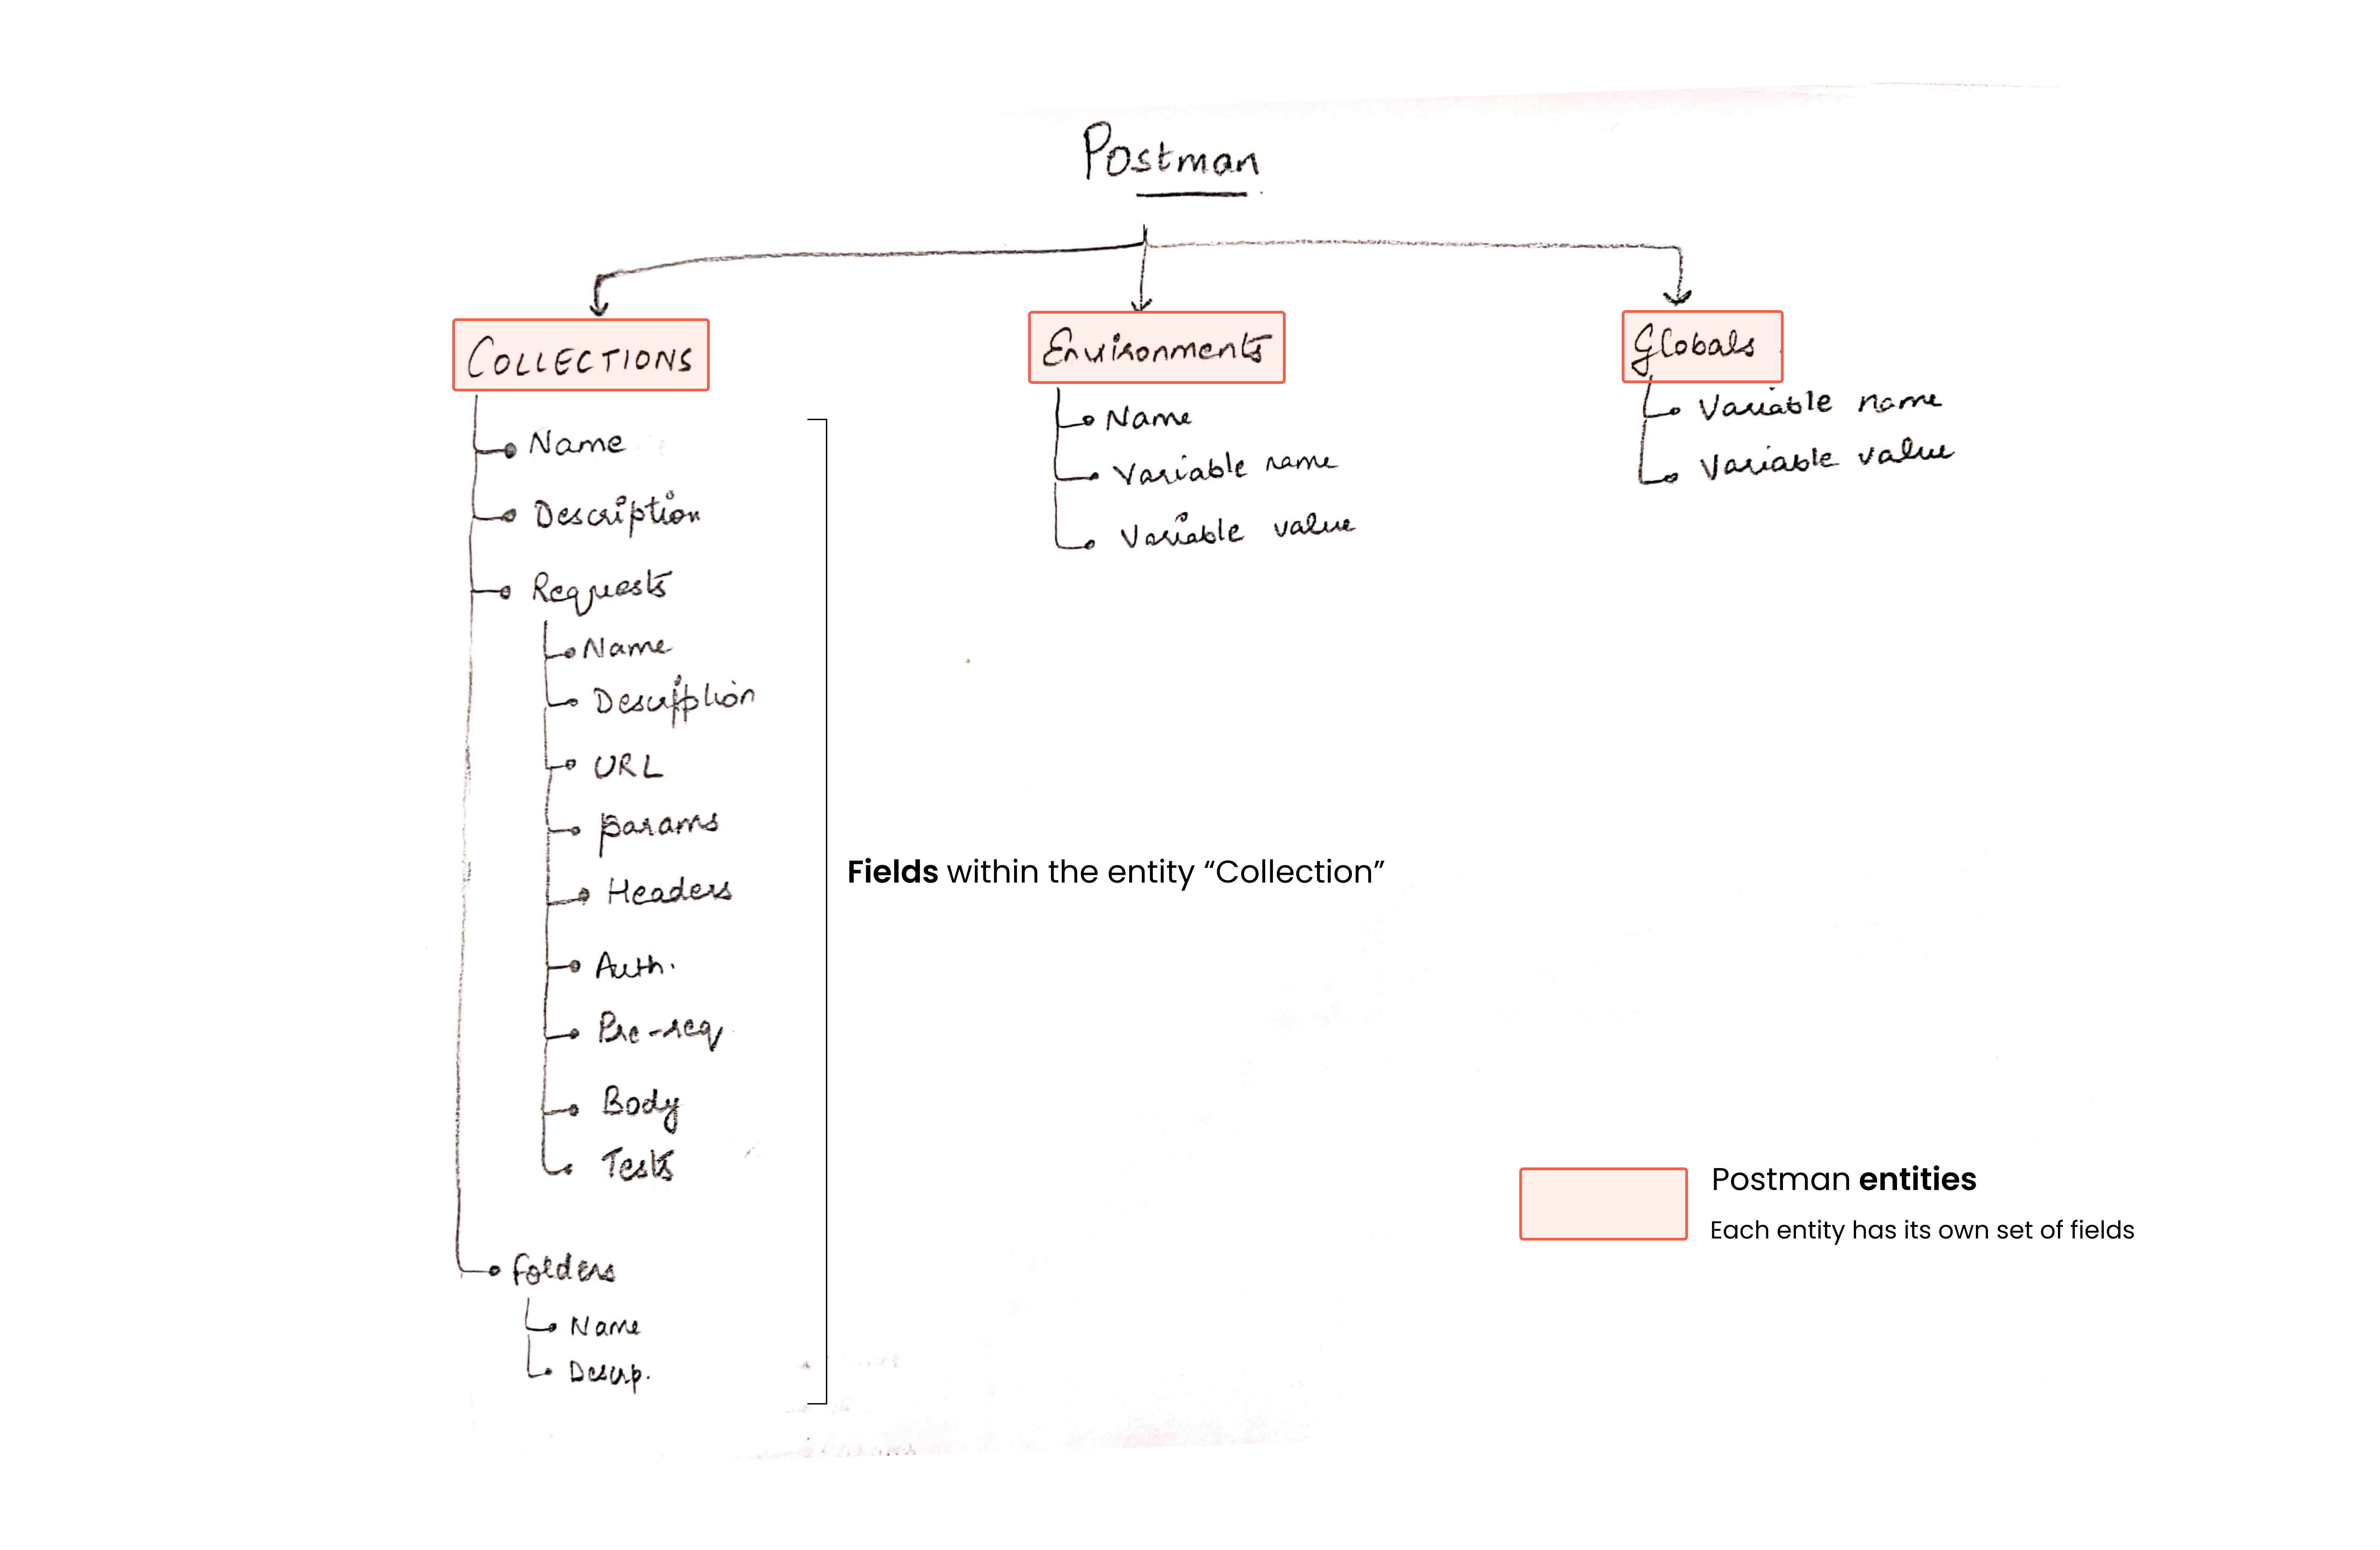 Postman
COLLECTIONS
Name
Description
Requests
Name
Description
URL
params
Headers
Auth.
Pre-req
Body
Tests
Folders
Name
Descrp.
Fields within the entity “Collection”
Environments
Name
Variable name
Variable value
Globals
Variable name
Variable value
Postman entities
Each entity has its own set of fields